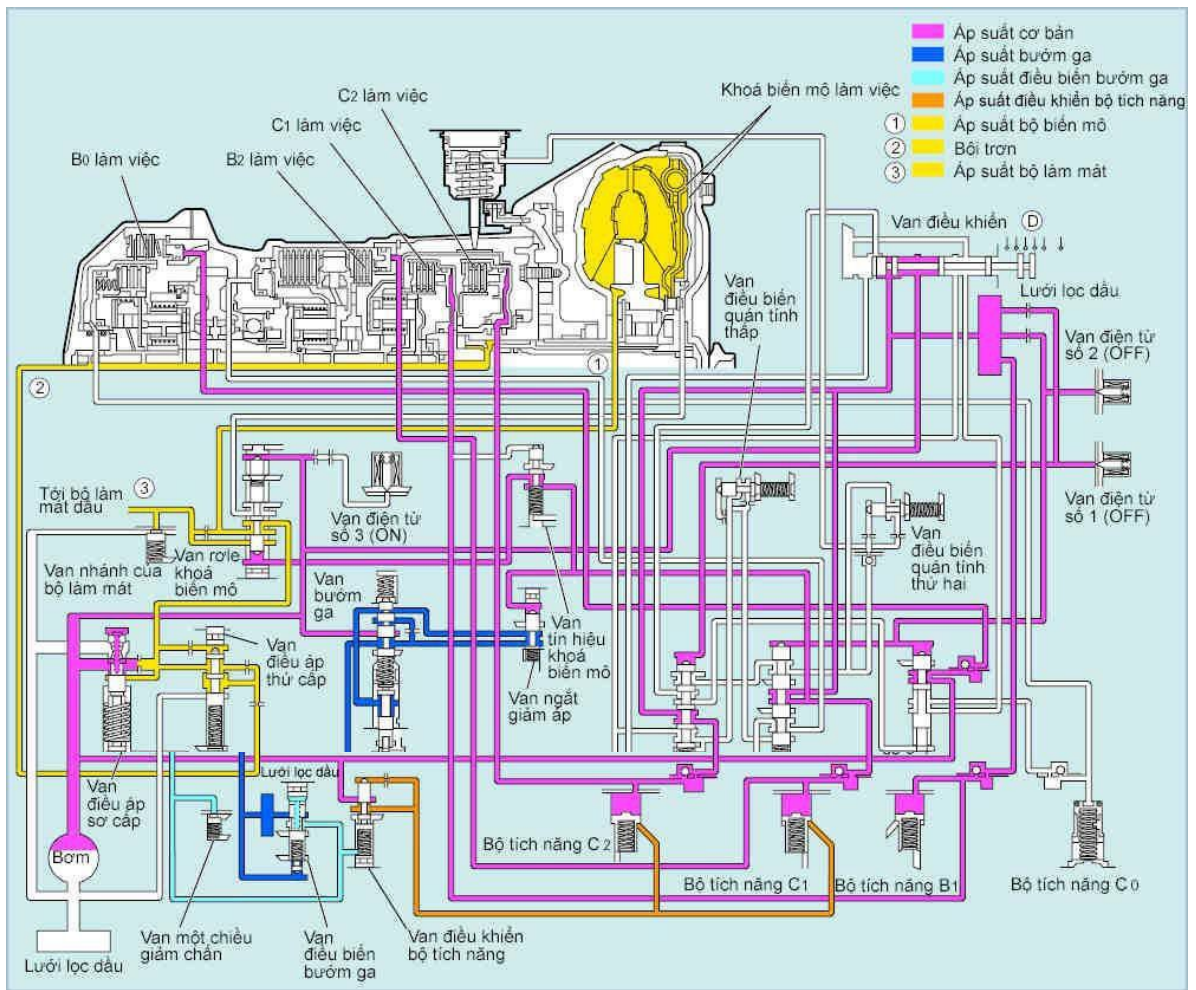 Áp suất cơ bản
Áp suất bướm ga
Áp suất điều biến bướm ga
Áp suất điều khiển bộ tích năng
1 Áp suất bộ biến mô
2 Bôi trơn
3 Áp suất bộ làm mát
C2 làm việc
C1 làm việc
B0 làm việc
B2 làm việc
Khoá biến mô làm việc
Van điều khiển
D
Lưới lọc dầu
Van
điều biến
quán tính
thấp
Van điện từ
số 2 (OFF)
1
2
3
Tới bộ làm
mát dầu
Van điện từ
số 3 (ON)
Van điện từ
số 1 (OFF)
Van nhánh của
bộ làm mát
Van rơle
khoá
biến mô
Van
bướm
ga
Van
điều biến
quán tính
thứ hai
Van
điều áp
thứ cấp
Van
tín hiệu
khoá
biến mô
Van ngắt
giảm áp
Van
điều áp
sơ cấp
Lưới lọc dầu
Bơm
Bộ tích năng C2
Bộ tích năng C1
Bộ tích năng B1
Bộ tích năng C0
Lưới lọc dầu
Van một chiều
giảm chấn
Van
điều biến
bướm ga
Van điều khiển
bộ tích năng